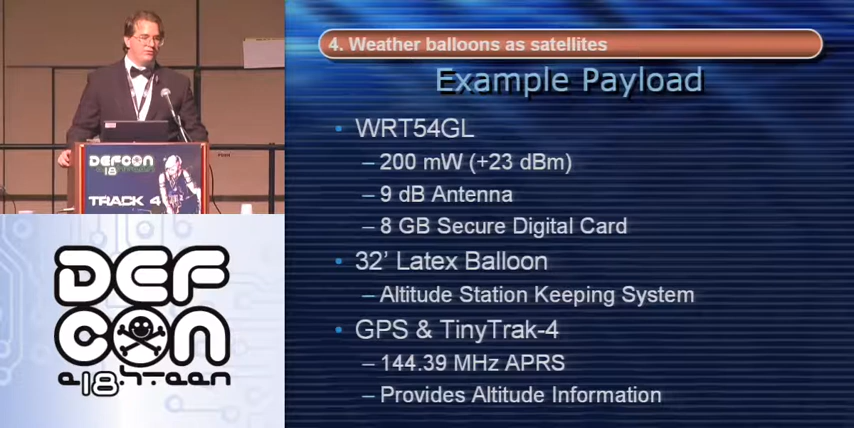 DEFCON
18
TRACK 4
DEF
CON
e18hteen
4. Weather balloons as satellites
Example Payload
• WRT54GL
– 200 mW (+23 dBm)
– 9 dB Antenna
– 8 GB Secure Digital Card
• 32’ Latex Balloon
– Altitude Station Keeping System
• GPS & TinyTrak-4
– 144.39 MHz APRS
– Provides Altitude Information